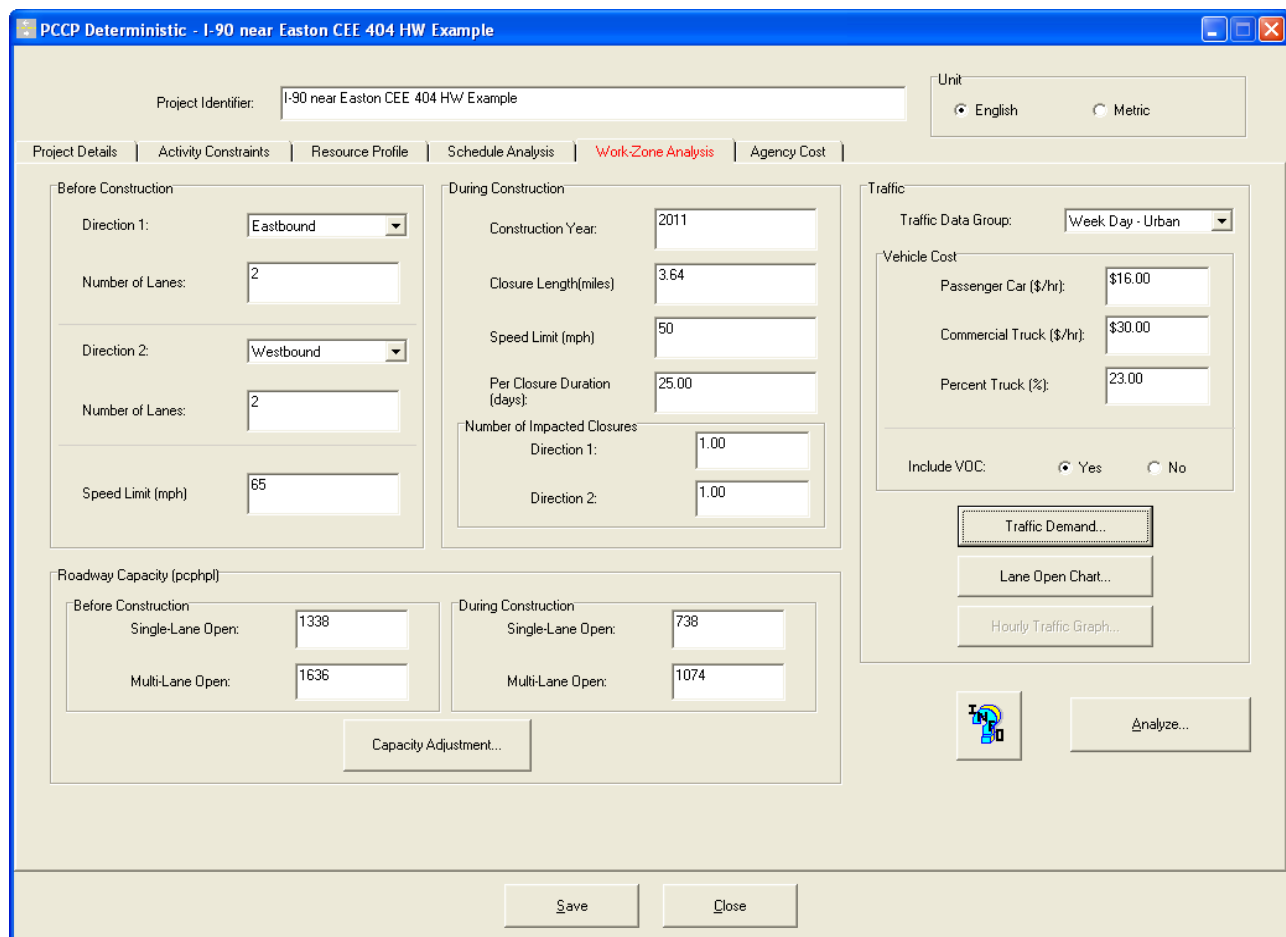 PCCP Deterministic - I-90 near Easton CEE 404 HW Example
Project Identifier: I-90 near Easton CEE 404 HW Example
Unit
English Metric
Project Details Activity Constraints Resource Profile Schedule Analysis Work-Zone Analysis Agency Cost
Before Construction
Direction 1: Eastbound
Number of Lanes: 2
Direction 2: Westbound
Number of Lanes: 2
Speed Limit (mph) 65
During Construction
Construction Year: 2011
Closure Length(miles) 3.64
Speed Limit (mph) 50
Per Closure Duration
(days): 25.00
Number of Impacted Closures
Direction 1: 1.00
Direction 2: 1.00
Traffic
Traffic Data Group: Week Day - Urban
Vehicle Cost
Passenger Car ($/hr): $16.00
Commercial Truck ($/hr): $30.00
Percent Truck (%): 23.00
Include VOC: Yes No
Traffic Demand...
Lane Open Chart...
Hourly Traffic Graph...
Roadway Capacity (pcphpl)
Before Construction
Single-Lane Open: 1338
Multi-Lane Open: 1636
During Construction
Single-Lane Open: 738
Multi-Lane Open: 1074
Capacity Adjustment...
INFO
Analyze...
Save Close